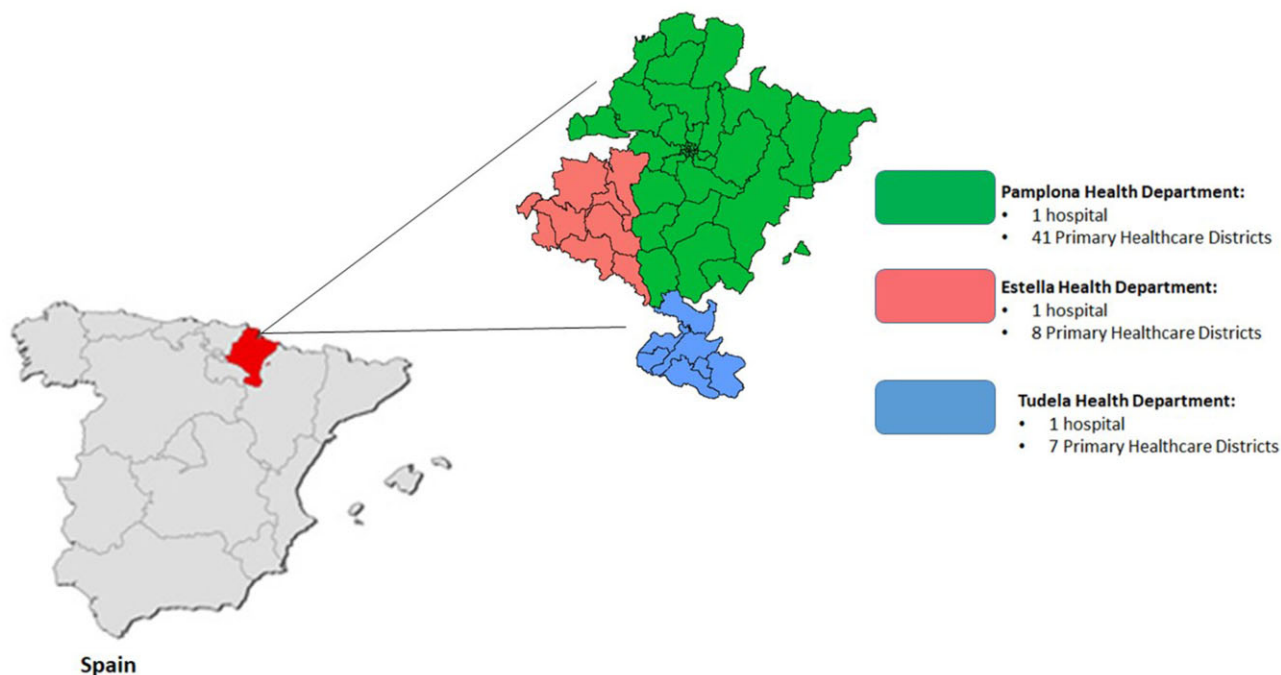 Pamplona Health Department:
• 1 hospital
• 41 Primary Healthcare Districts
Estella Health Department:
• 1 hospital
• 8 Primary Healthcare Districts
Tudela Health Department:
• 1 hospital
• 7 Primary Healthcare Districts
Spain